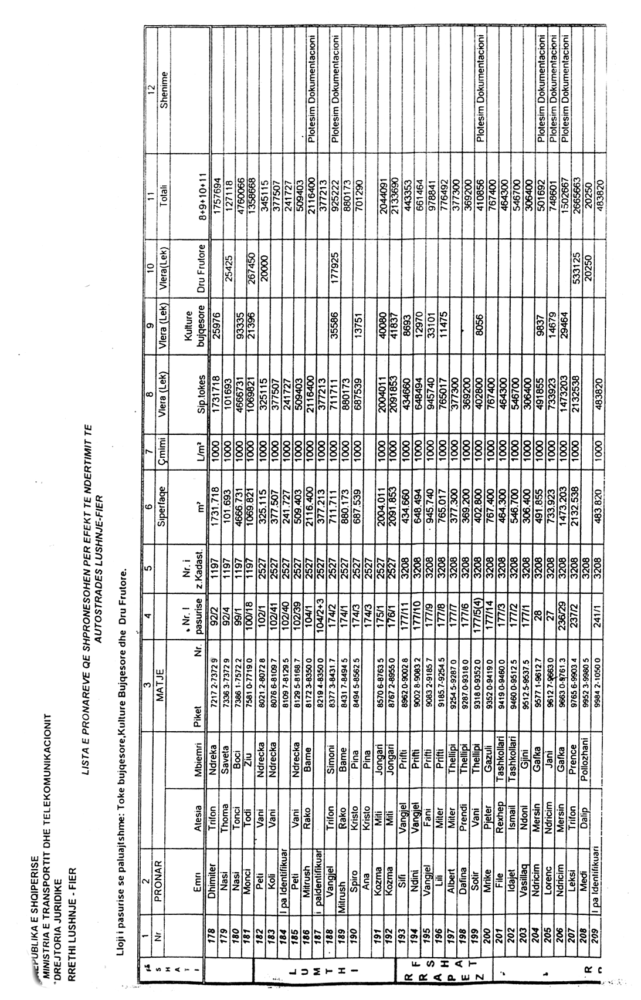 REPUBLIKA E SHQIPERISE
MINISTRIA E TRANSPORTIT DHE TELEKOMUNIKACIONIT
DREJTORIA JURIDIKE
RRETHI LUSHNJE - FIER
LISTA E PRONAREVE QE SHPRONESOHEN PER EFEKT TE NDERTIMIT TE
AUTOSTRADES LUSHNJE-FIER
Lloji i pasurise se paluajtshme: Toke bujqesore,Kulture Bujqesore dhe Dru Frutore.
1 2 3 4 5 6 7 8 9 10 11 12
Nr. PRONAR MATJE Siperfaqe Çmimi Vlera (Lek) Vlera (Lek) Vlera(Lek) Totali Shenime
FSHATI Emri Atesia Mbiemri Piket Nr. Nr. I pasurise Nr. i z.Kadast. m² L/m² Sip.tokes Kulture bujqesore Dru Frutore 8+9+10+11
178 Dhimiter Trifon Ndreka 7217 2-7372 9 92/2 1197 1731.718 1000 1731718 25976 1757694
179 Nasi Thoma Saveta 7336 3-7372 9 92/4 1197 101.693 1000 101693 25425 127118
180 Nasi Tonci Boci 7386 1-7572.2 99/1 1197 4666.731 1000 4666731 93335 4760066
181 Monci Todi Ziu 7581 0-7719.0 100/18 1197 1069.821 1000 1069821 21396 267450 1358668
182 Peti Vani Ndrecka 8021 2-8072 8 102/1 2527 325.115 1000 325115 20000 345115
183 Koli Vani Ndrecka 8076 6-8109.7 102/41 2527 377.507 1000 377507 377507
184 I pa Identifikuar 8109 7-8129.5 102/40 2527 241.727 1000 241727 241727
185 Peti Vani Ndrecka 8129 5-8188.7 102/39 2527 509.403 1000 509403 509403
186 Mitrush Rako Bame 8172 3-8350 0 104/1 2527 2116.400 1000 2116400 2116400 Plotesim Dokumentacioni
187 i paIdentifikuar 8219 4-8350 0 104/2+3 2527 377.213 1000 377213 377213
188 Vangjel Trifon Simoni 8377 3-8431.7 174/2 2527 711.711 1000 711711 35586 177925 925222 Plotesim Dokumentacioni
189 Mitrush Rako Bame 8431 7-8494 5 174/1 2527 880.173 1000 880173 880173
190 Spiro Kristo Pina 8494 5-8562 5 174/3 2527 687.539 1000 687539 13751 701290
Ana Kristo Pina 174/3 2527
191 Kozma Miti Jongari 8570 6-8763 5 175/1 2527 2004.011 1000 2004011 40080 2044091
192 Kozma Miti Jongari 8767 2-8955 0 176/1 2527 2091.853 1000 2091853 41837 2133690
193 Sifi Vangjel Prifti 8962 0-9002 8 177/11 3208 434.660 1000 434660 8693 443353
194 Ndini Vangjel Prifti 9002 8-9083 2 177/10 3208 648.494 1000 648494 12970 661464
195 Vangjel Fani Prifti 9083 2-9185.7 177/9 3208 945.740 1000 945740 33101 978841
196 Lili Miter Prifti 9185.7-9254.5 177/8 3208 765.017 1000 765017 11475 776492
197 Albert Miter Thellipi 9254 5-9287 0 177/7 3208 377.300 1000 377300 377300
198 Dafina Prendi Thellipi 9287.0-9318.0 177/6 3208 369.200 1000 369200 369200
199 Sotir Vani Thellipi 9318 0-9352.0 177/5(4) 3208 402.800 1000 402800 8056 410856 Plotesim Dokumentacioni
200 Mrike Pjeter Gazuli 9352 0-9419.0 177/14 3208 767.400 1000 767400 767400
201 File Rexhep Tashkollari 9419 0-9460 0 177/3 3208 464.300 1000 464300 464300
202 Idajet Ismail Tashkollari 9460 0-9512.5 177/2 3208 546.700 1000 546700 546700
203 Vasillaq Ndoni Gjini 9512 5-9537.5 177/1 3208 306.400 1000 306400 306400
204 Ndricim Mersin Gafka 9577.1-9612.7 28 3208 491.855 1000 491855 9837 501692 Plotesim Dokumentacioni
205 Lorenc Ndricim Jani 9612 7-9663.0 27 3208 733.923 1000 733923 14679 748601 Plotesim Dokumentacioni
206 Ndricim Mersin Gafka 9663 0-9761.3 236/29 3208 1473.203 1000 1473203 29464 1502667 Plotesim Dokumentacioni
207 Leksi Trifon Prence 9765 6-9903 4 237/2 3208 2132.538 1000 2132538 533125 2665663
208 Medi Dalip Pollozhani 9952 3-9980 5 3208 20250 20250
209 I pa Identifikuari 9984 2-1050 0 241/1 3208 483.820 1000 483820 483820
LUMTHI
RRAPEZ
FSHAT
R